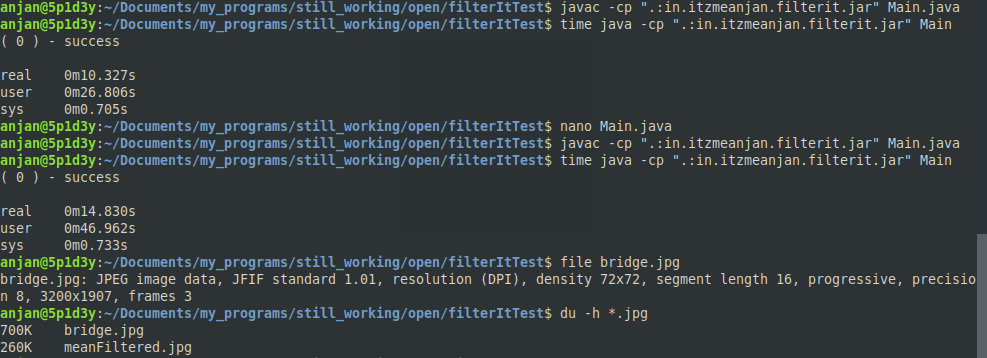 anjan@5p1d3y:~/Documents/my_programs/still_working/open/filterItTest$ javac -cp ".:in.itzmeanjan.filterit.jar" Main.java
anjan@5p1d3y:~/Documents/my_programs/still_working/open/filterItTest$ time java -cp ".:in.itzmeanjan.filterit.jar" Main
( 0 ) - success
real 0m10.327s
user 0m26.806s
sys 0m0.705s
anjan@5p1d3y:~/Documents/my_programs/still_working/open/filterItTest$ nano Main.java
anjan@5p1d3y:~/Documents/my_programs/still_working/open/filterItTest$ javac -cp ".:in.itzmeanjan.filterit.jar" Main.java
anjan@5p1d3y:~/Documents/my_programs/still_working/open/filterItTest$ time java -cp ".:in.itzmeanjan.filterit.jar" Main
( 0 ) - success
real 0m14.830s
user 0m46.962s
sys 0m0.733s
anjan@5p1d3y:~/Documents/my_programs/still_working/open/filterItTest$ file bridge.jpg
bridge.jpg: JPEG image data, JFIF standard 1.01, resolution (DPI), density 72x72, segment length 16, progressive, precisio
n 8, 3200x1907, frames 3
anjan@5p1d3y:~/Documents/my_programs/still_working/open/filterItTest$ du -h *.jpg
700K bridge.jpg
260K meanFiltered.jpg